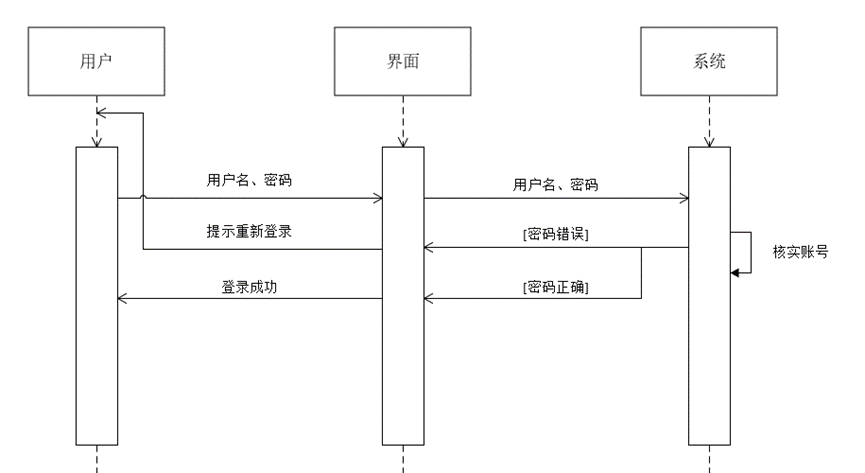 用户
界面
系统
用户名、密码
用户名、密码
提示重新登录
[密码错误]
核实账号
登录成功
[密码正确]